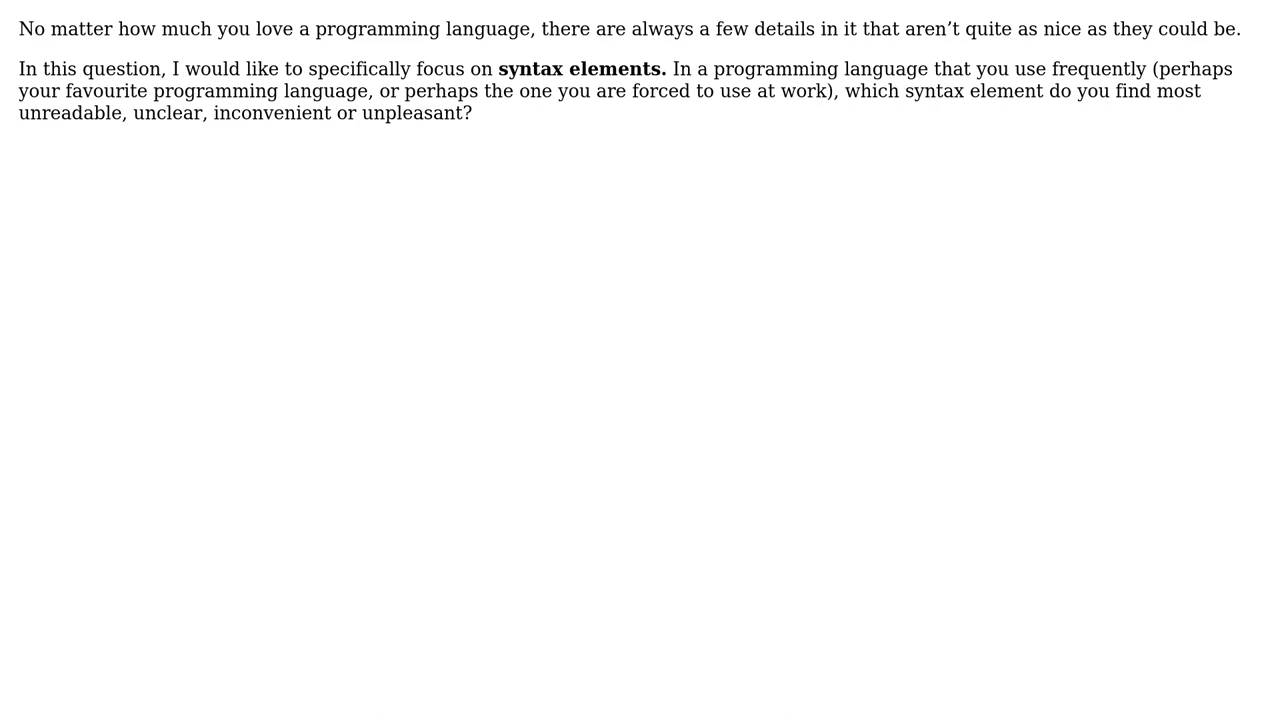 No matter how much you love a programming language, there are always a few details in it that aren’t quite as nice as they could be.
In this question, I would like to specifically focus on syntax elements. In a programming language that you use frequently (perhaps
your favourite programming language, or perhaps the one you are forced to use at work), which syntax element do you find most
unreadable, unclear, inconvenient or unpleasant?